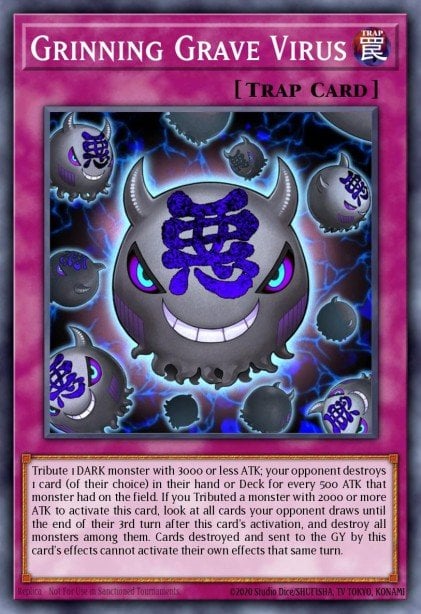 GRINNING GRAVE VIRUS
TRAP
罠
[TRAP CARD]
悪
悪
悪
悪
悪
Tribute 1 DARK monster with 3000 or less ATK; your opponent destroys
1 card (of their choice) in their hand or Deck for every 500 ATK that
monster had on the field. If you Tributed a monster with 2000 or more
ATK to activate this card, look at all cards your opponent draws until
the end of their 3rd turn after this card's activation, and destroy all
monsters among them. Cards destroyed and sent to the GY by this
card's effects cannot activate their own effects that same turn.
Replica - Not For Use in Sanctioned Tournaments
©2020 Studio Dice/SHUEISHA, TV TOKYO, KONAMI